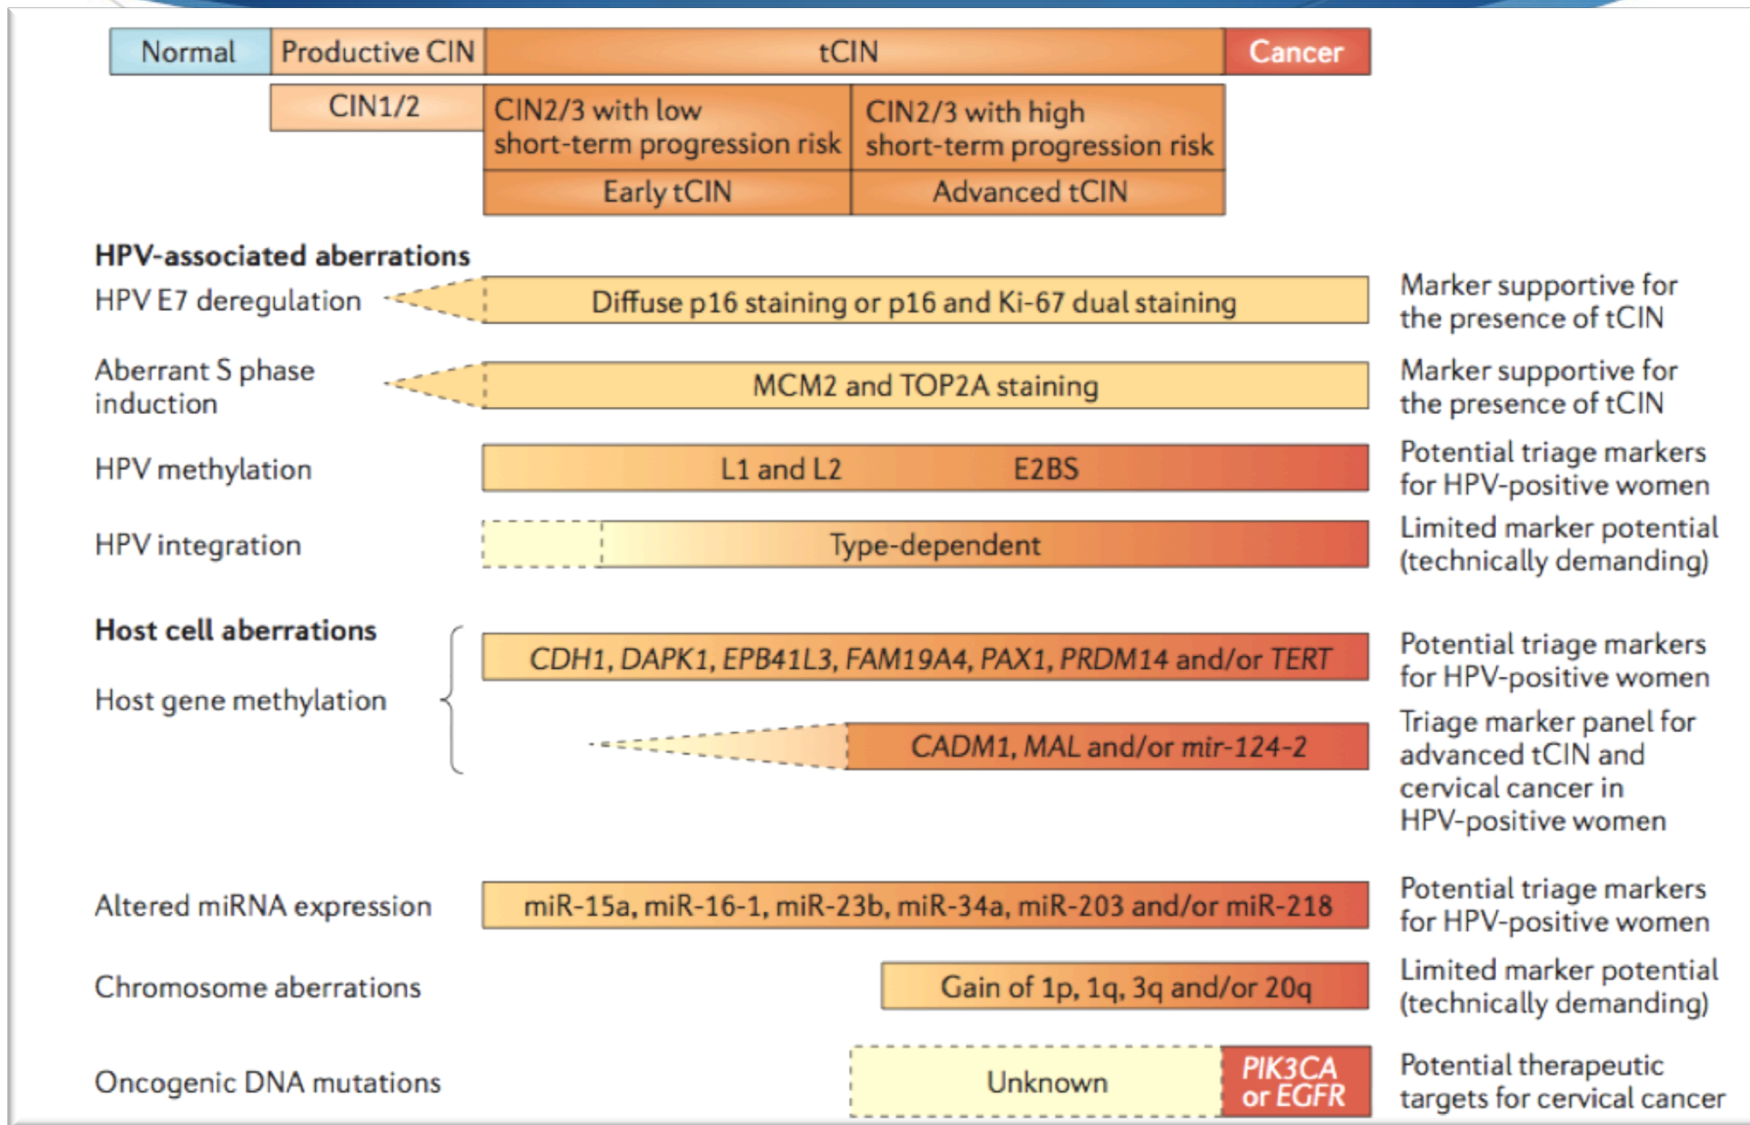 Normal
Productive CIN
tCIN
Cancer
CIN1/2
CIN2/3 with low
short-term progression risk
CIN2/3 with high
short-term progression risk
Early tCIN
Advanced tCIN
HPV-associated aberrations
HPV E7 deregulation
Diffuse p16 staining or p16 and Ki-67 dual staining
Marker supportive for
the presence of tCIN
Aberrant S phase
induction
MCM2 and TOP2A staining
Marker supportive for
the presence of tCIN
HPV methylation
L1 and L2
E2BS
Potential triage markers
for HPV-positive women
HPV integration
Type-dependent
Limited marker potential
(technically demanding)
Host cell aberrations
Host gene methylation
CDH1, DAPK1, EPB41L3, FAM19A4, PAX1, PRDM14 and/or TERT
Potential triage markers
for HPV-positive women
CADM1, MAL and/or mir-124-2
Triage marker panel for
advanced tCIN and
cervical cancer in
HPV-positive women
Altered miRNA expression
miR-15a, miR-16-1, miR-23b, miR-34a, miR-203 and/or miR-218
Potential triage markers
for HPV-positive women
Chromosome aberrations
Gain of 1p, 1q, 3q and/or 20q
Limited marker potential
(technically demanding)
Oncogenic DNA mutations
Unknown
PIK3CA
or EGFR
Potential therapeutic
targets for cervical cancer